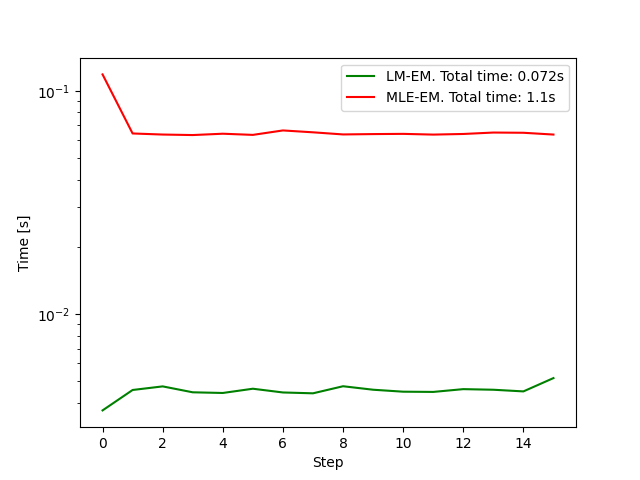 LM-EM. Total time: 0.072s
MLE-EM. Total time: 1.1s
10⁻¹
10⁻²
Time [s]
0 2 4 6 8 10 12 14
Step